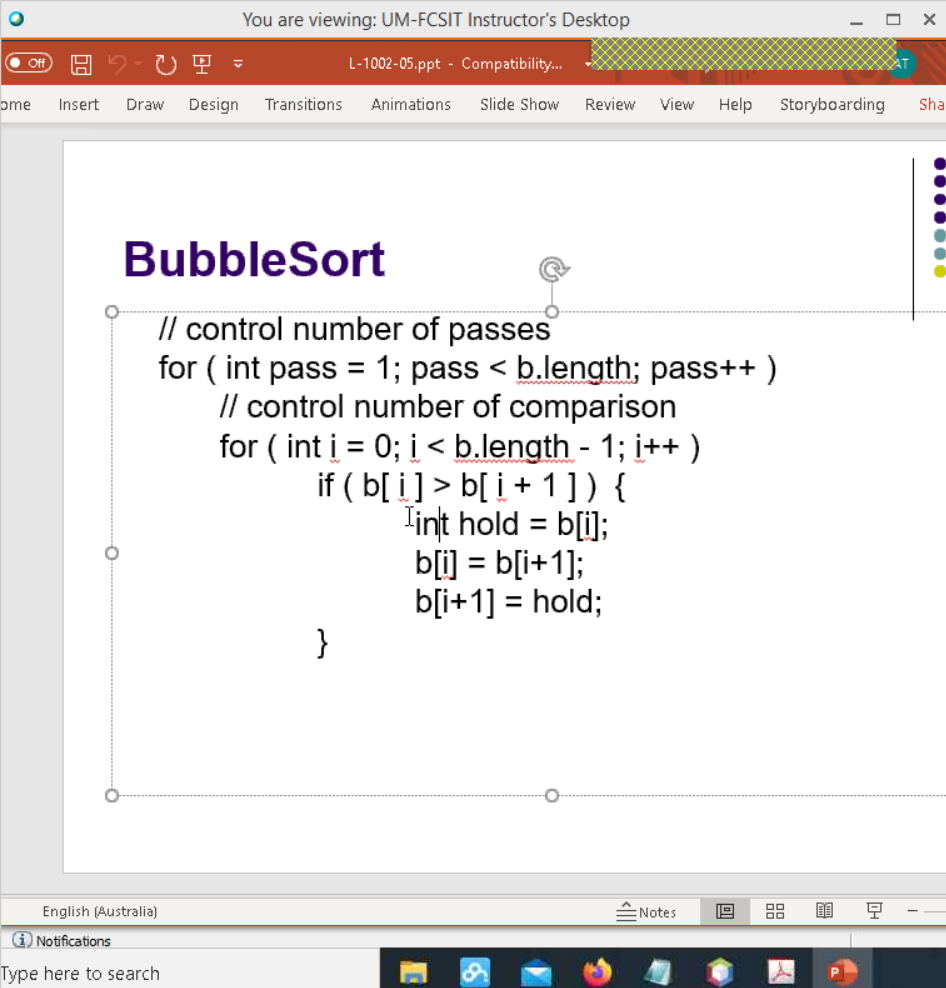 You are viewing: UM-FCSIT Instructor's Desktop
Off
L-1002-05.ppt - Compatibility...
AT
ome Insert Draw Design Transitions Animations Slide Show Review View Help Storyboarding Sha
BubbleSort
// control number of passes
for ( int pass = 1; pass < b.length; pass++ )
// control number of comparison
for ( int i = 0; i < b.length - 1; i++ )
if ( b[ i ] > b[ i + 1 ] ) {
int hold = b[i];
b[i] = b[i+1];
b[i+1] = hold;
}
English (Australia)
Notes
Notifications
Type here to search